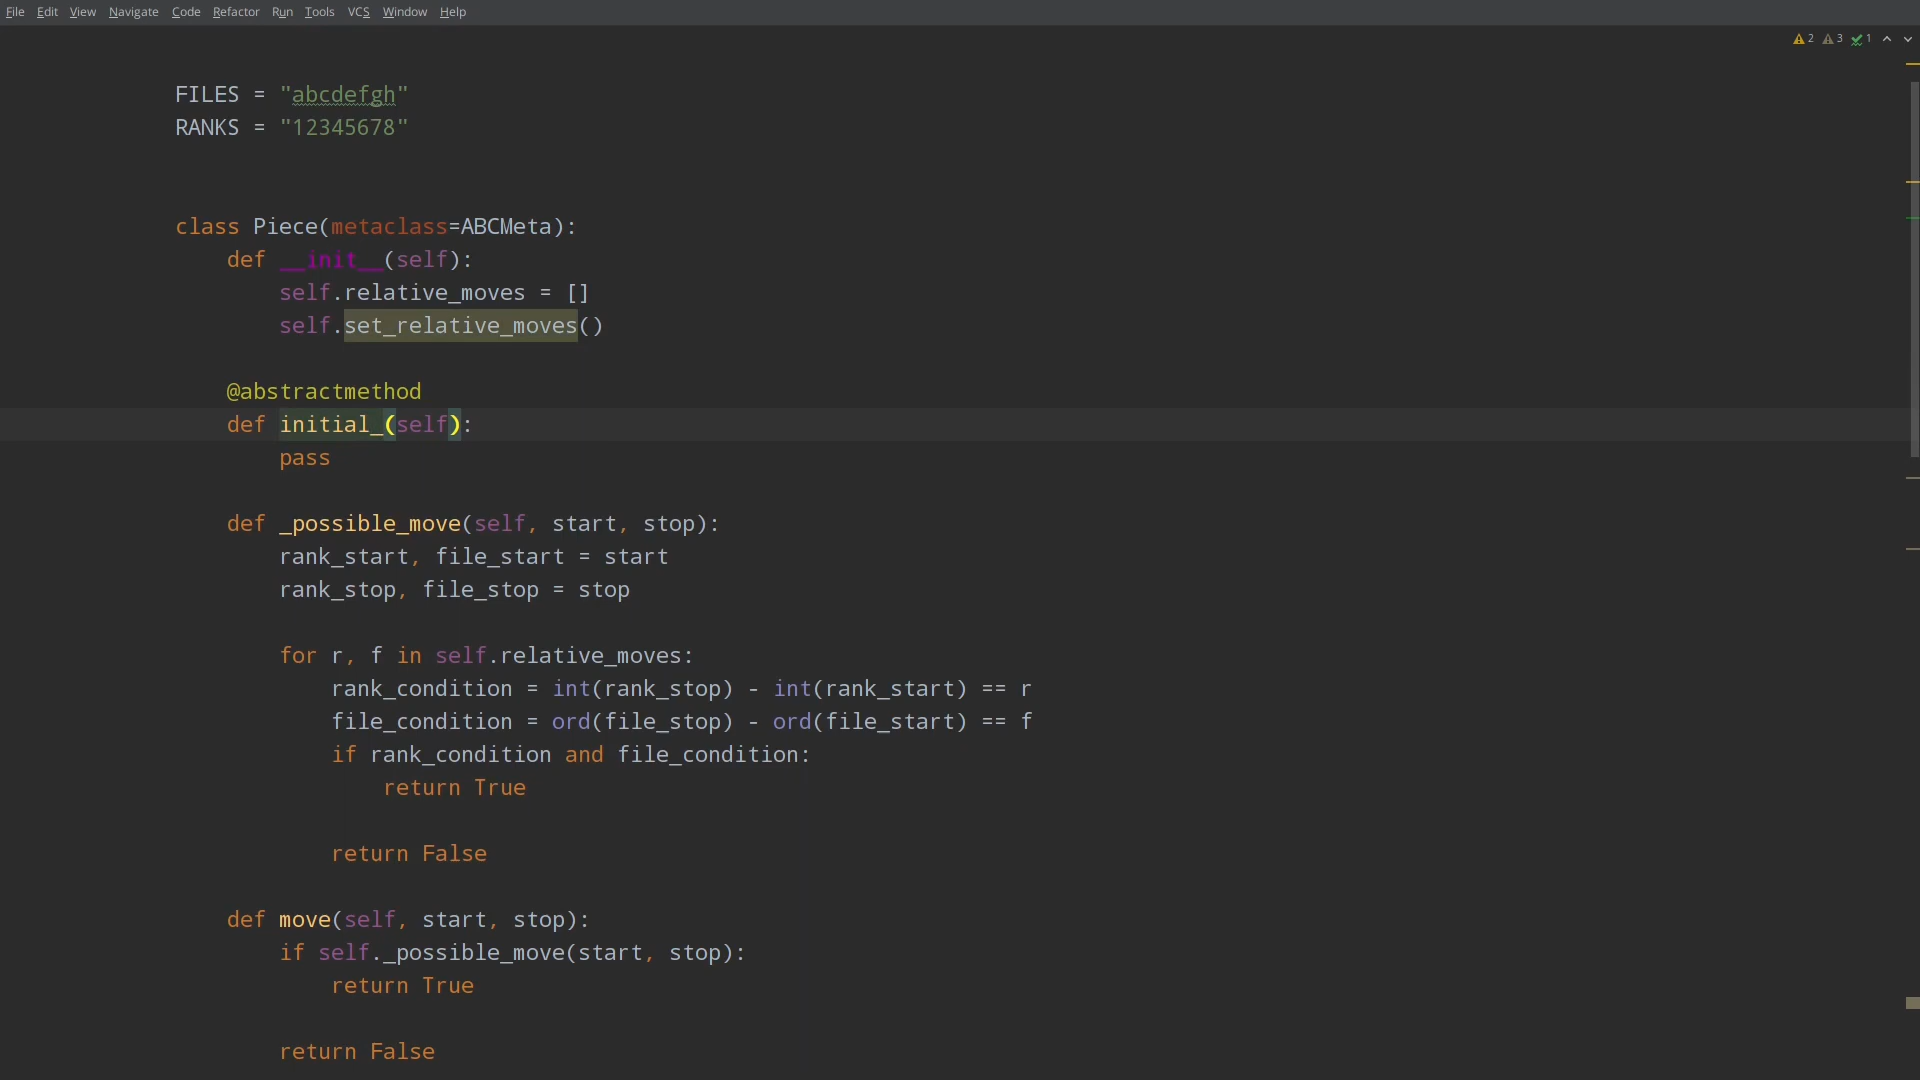 File Edit View Navigate Code Refactor Run Tools VCS Window Help
2 3 1
FILES = "abcdefgh"
RANKS = "12345678"
class Piece(metaclass=ABCMeta):
    def __init__(self):
        self.relative_moves = []
        self.set_relative_moves()
    @abstractmethod
    def initial_(self):
        pass
    def _possible_move(self, start, stop):
        rank_start, file_start = start
        rank_stop, file_stop = stop
        for r, f in self.relative_moves:
            rank_condition = int(rank_stop) - int(rank_start) == r
            file_condition = ord(file_stop) - ord(file_start) == f
            if rank_condition and file_condition:
                return True
            return False
    def move(self, start, stop):
        if self._possible_move(start, stop):
            return True
        return False